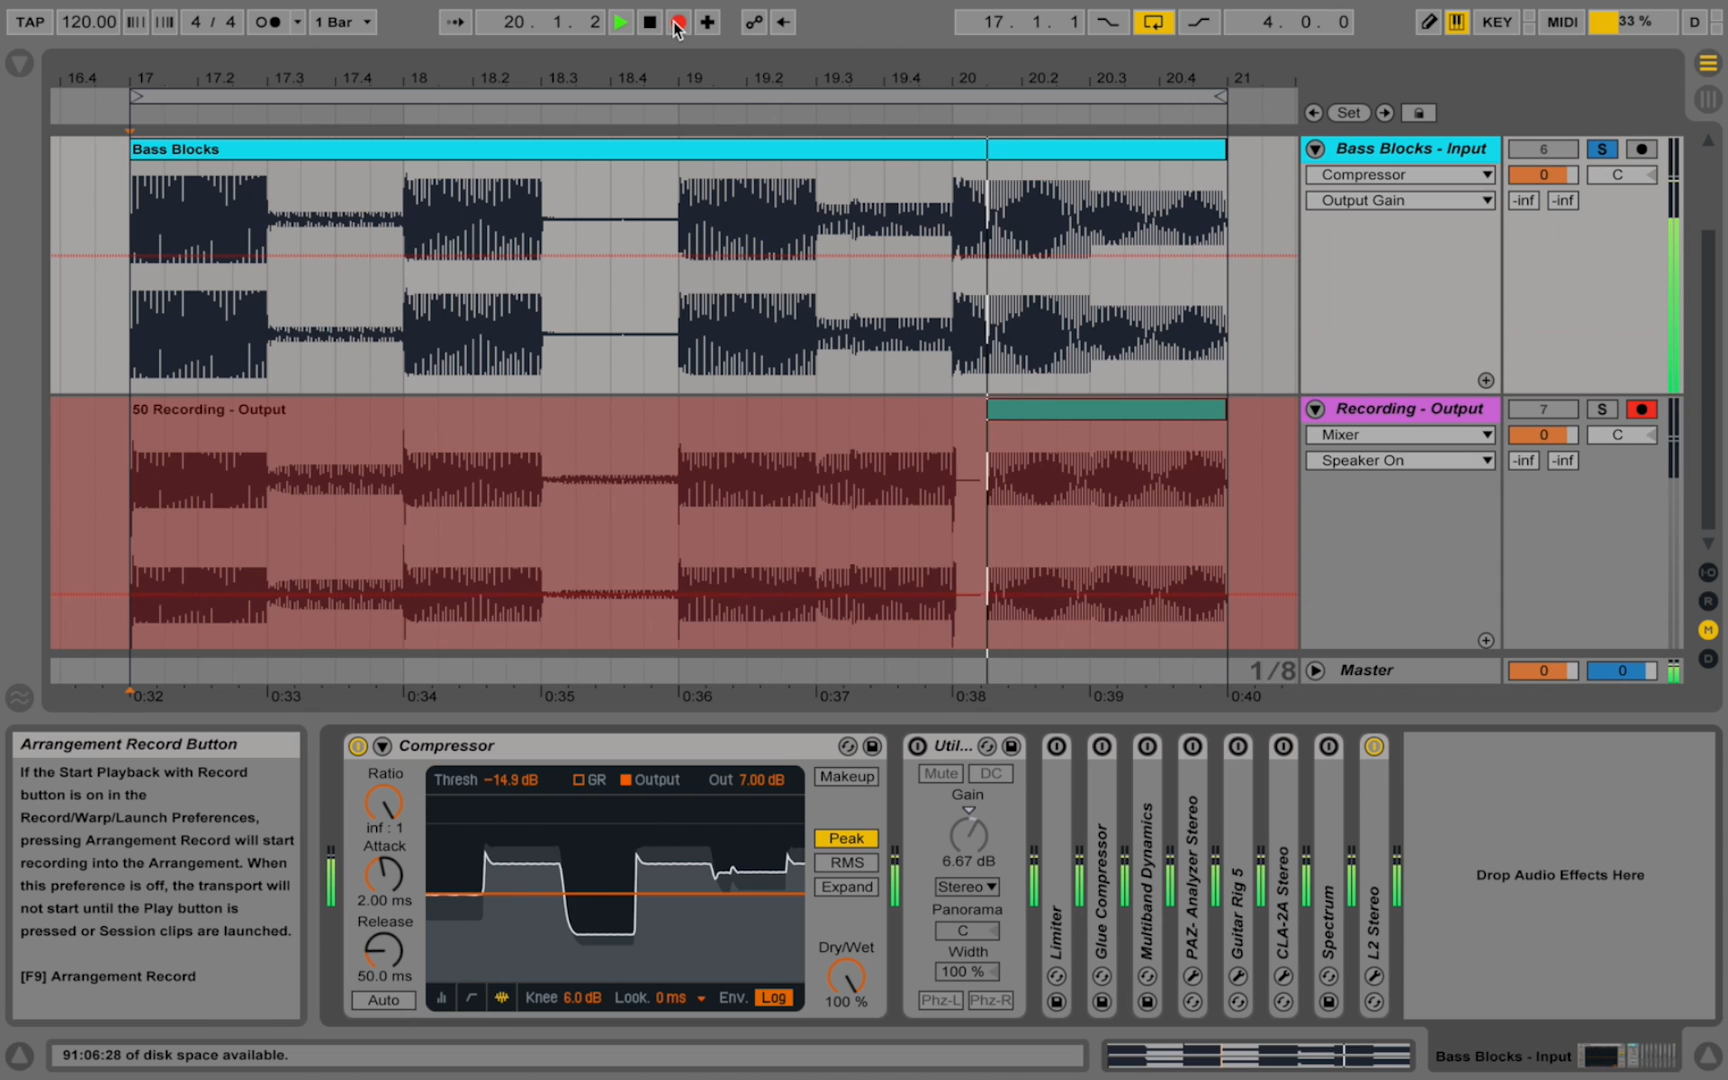 TAP 120.00 4 / 4 1 Bar 20 . 1 . 2 17 . 1 . 1 4 . 0 . 0 KEY MIDI 33 % D
16.4 17 17.2 17.3 17.4 18 18.2 18.3 18.4 19 19.2 19.3 19.4 20 20.2 20.3 20.4 21
Set
Bass Blocks
Bass Blocks - Input 6 S
Compressor 0 C
Output Gain -inf -inf
50 Recording - Output
Recording - Output 7 S
Mixer 0 C
Speaker On -inf -inf
I·O
R
M
D
1/8 Master 0 0
0:32 0:33 0:34 0:35 0:36 0:37 0:38 0:39 0:40
Arrangement Record Button
If the Start Playback with Record
button is on in the
Record/Warp/Launch Preferences,
pressing Arrangement Record will start
recording into the Arrangement. When
this preference is off, the transport will
not start until the Play button is
pressed or Session clips are launched.
[F9] Arrangement Record
Compressor
Ratio
inf : 1
Attack
2.00 ms
Release
50.0 ms
Auto
Thresh -14.9 dB GR Output Out 7.00 dB
Knee 6.0 dB Look. 0 ms Env. Log
Makeup
Peak
RMS
Expand
Dry/Wet
100 %
Util...
Mute DC
Gain
6.67 dB
Stereo
Panorama
C
Width
100 %
Phz-L Phz-R
Limiter
Glue Compressor
Multiband Dynamics
PAZ- Analyzer Stereo
Guitar Rig 5
CLA-2A Stereo
Spectrum
L2 Stereo
Drop Audio Effects Here
91:06:28 of disk space available.
Bass Blocks - Input